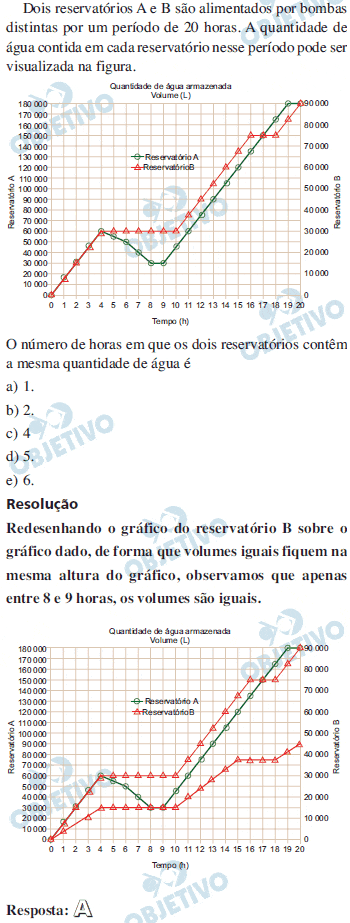 Dois reservatórios A e B são alimentados por bombas
distintas por um período de 20 horas. A quantidade de
água contida em cada reservatório nesse período pode ser
visualizada na figura.
Quantidade de água armazenada
Volume (L)
180 000
170 000
160 000
150 000
140 000
130 000
120 000
110 000
100 000
90 000
80 000
70 000
60 000
50 000
40 000
30 000
20 000
10 000
0
Reservatório A
Reservatório A
Reservatório B
90 000
80 000
70 000
60 000
50 000
40 000
30 000
20 000
10 000
0
Reservatório B
0 1 2 3 4 5 6 7 8 9 10 11 12 13 14 15 16 17 18 19 20
Tempo (h)
O número de horas em que os dois reservatórios contêm
a mesma quantidade de água é
a) 1.
b) 2.
c) 4
d) 5.
e) 6.
Resolução
Redesenhando o gráfico do reservatório B sobre o
gráfico dado, de forma que volumes iguais fiquem na
mesma altura do gráfico, observamos que apenas
entre 8 e 9 horas, os volumes são iguais.
Quantidade de água armazenada
Volume (L)
180 000
170 000
160 000
150 000
140 000
130 000
120 000
110 000
100 000
90 000
80 000
70 000
60 000
50 000
40 000
30 000
20 000
10 000
0
Reservatório A
Reservatório A
Reservatório B
90 000
80 000
70 000
60 000
50 000
40 000
30 000
20 000
10 000
0
Reservatório B
0 1 2 3 4 5 6 7 8 9 10 11 12 13 14 15 16 17 18 19 20
Tempo (h)
Resposta: A
OBJETIVO
OBJETIVO
OBJETIVO
OBJETIVO
OBJETIVO
OBJETIVO
OBJETIVO
OBJETIVO
OBJETIVO